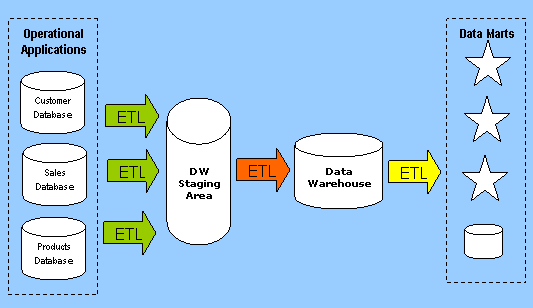 Operational
Applications
Customer
Database
Sales
Database
Products
Database
ETL
ETL
ETL
DW
Staging
Area
ETL
Data
Warehouse
ETL
Data Marts